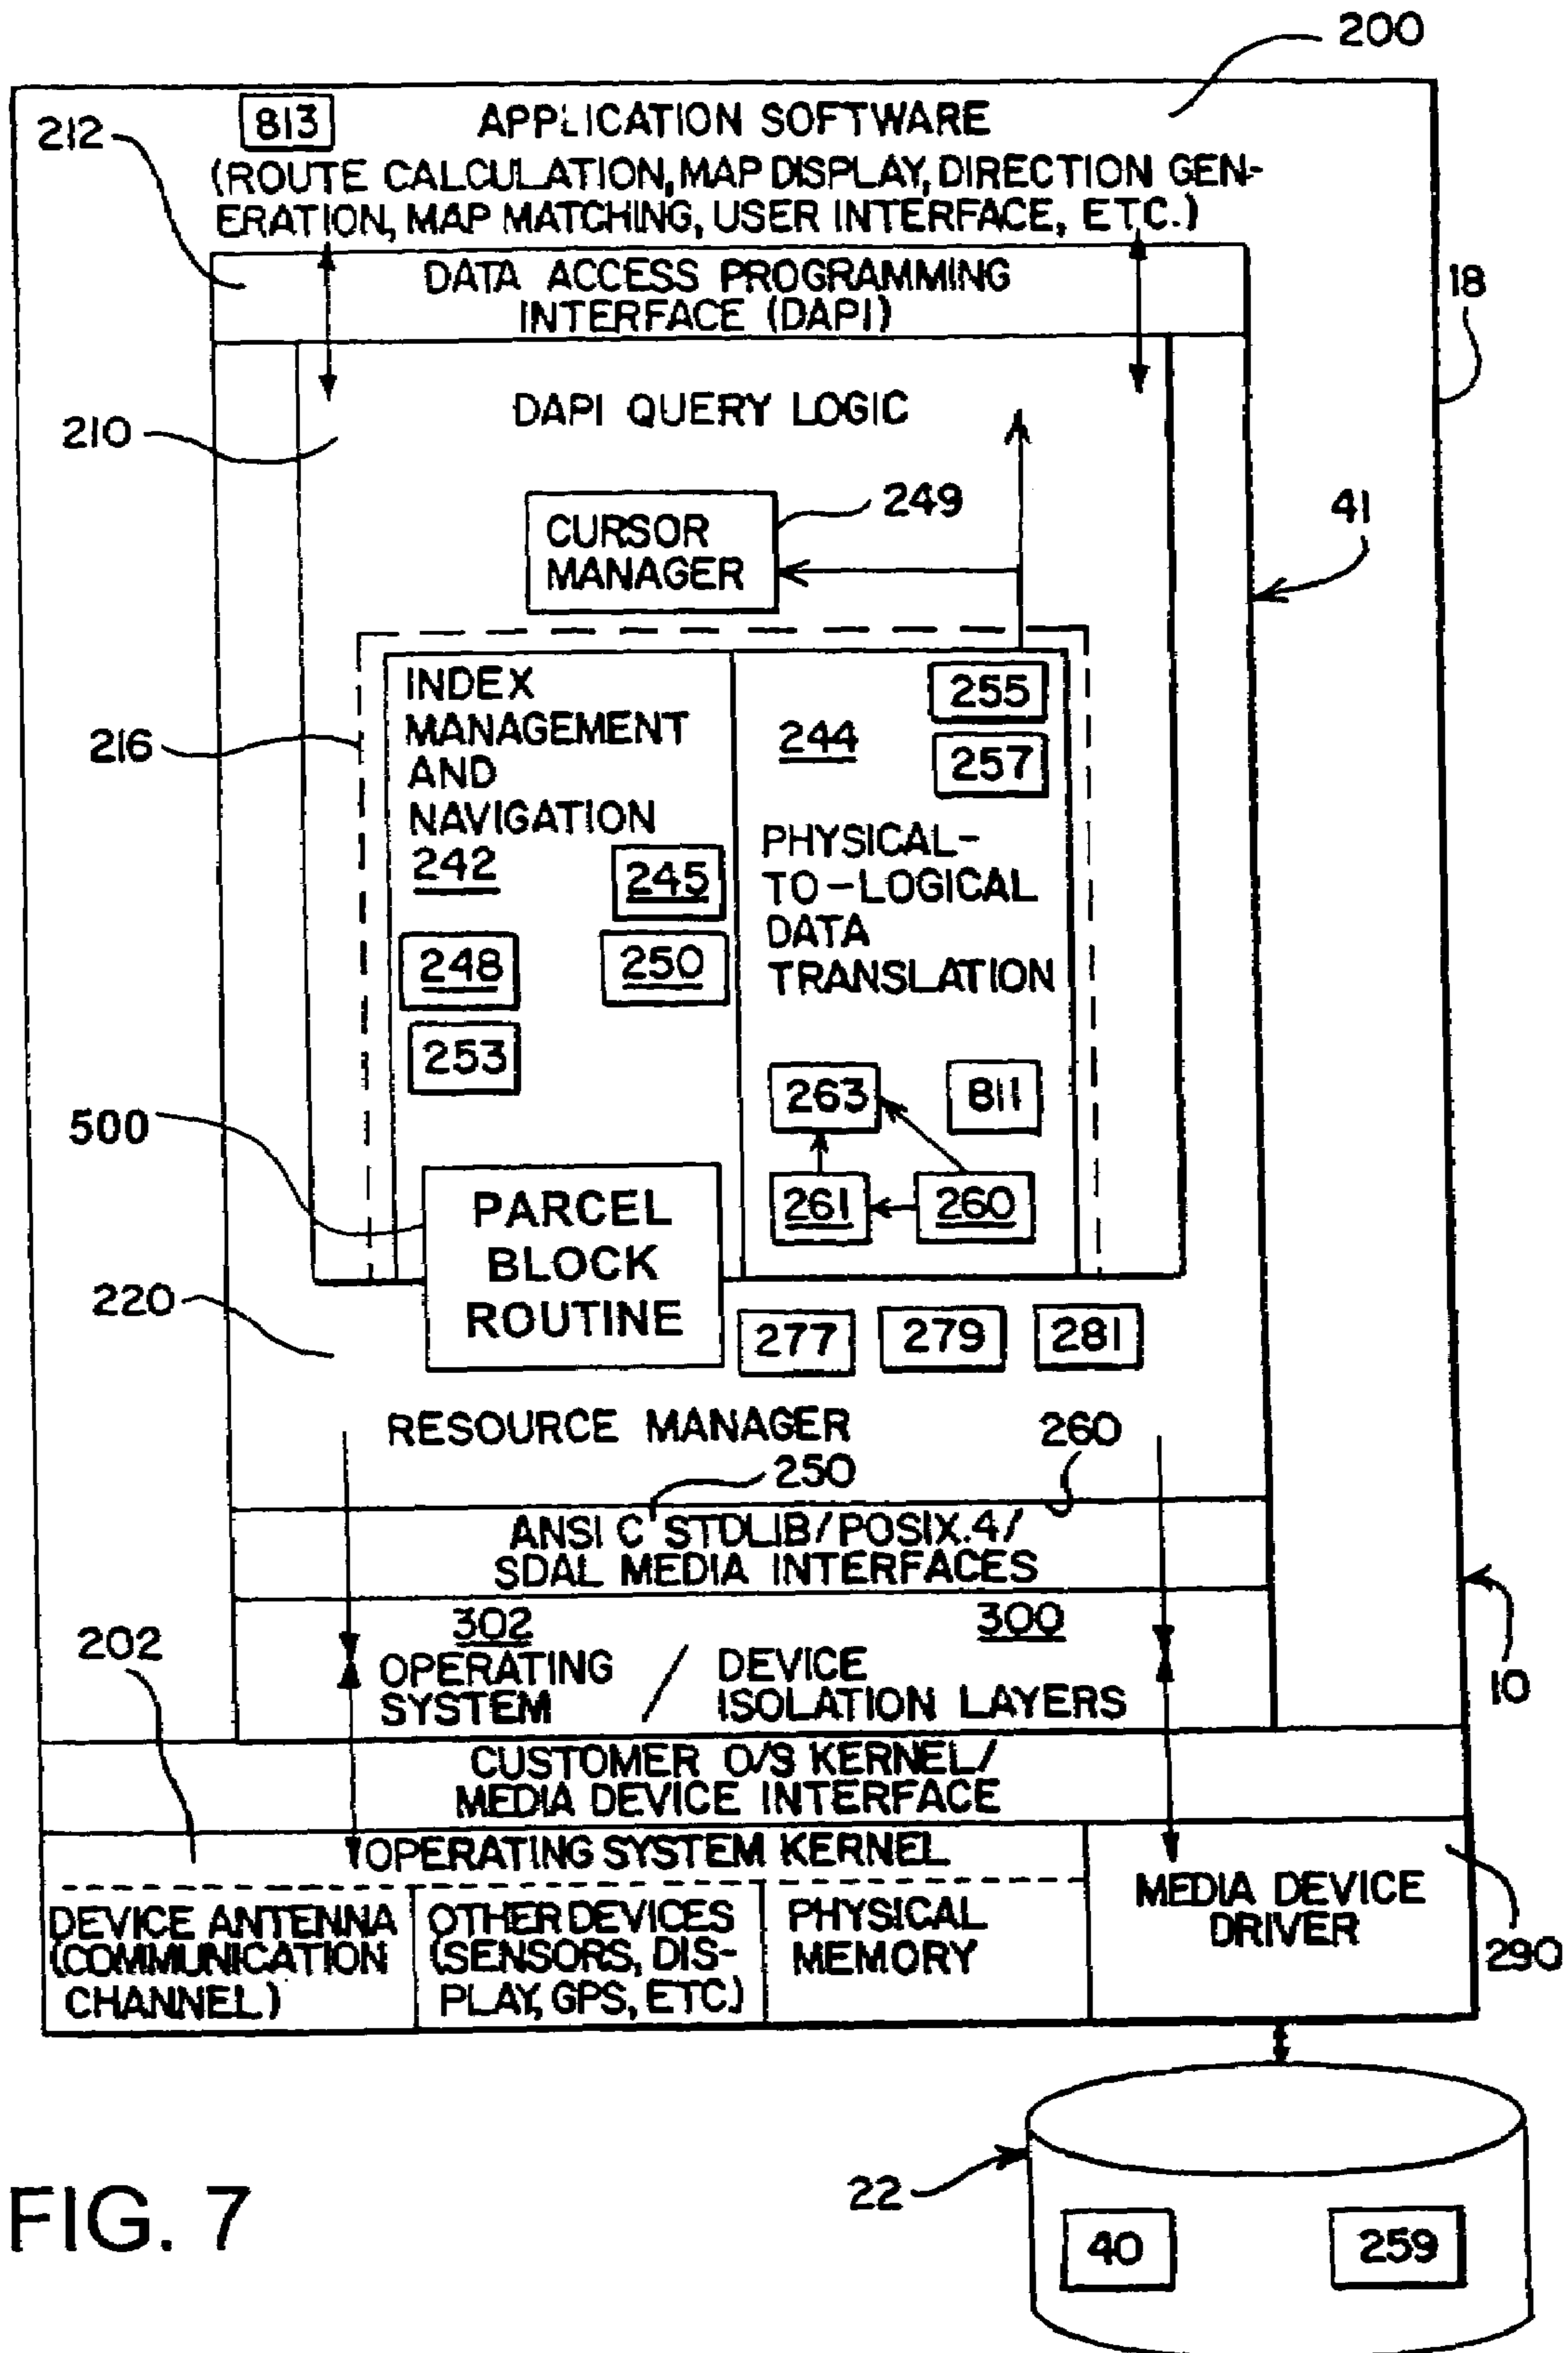 200
212
813
APPLICATION SOFTWARE
(ROUTE CALCULATION, MAP DISPLAY, DIRECTION GEN-
ERATION, MAP MATCHING, USER INTERFACE, ETC.)
DATA ACCESS PROGRAMMING
INTERFACE (DAPI)
18
210
DAPI QUERY LOGIC
CURSOR
MANAGER
249
41
216
INDEX
MANAGEMENT
AND
NAVIGATION
242
245
248
250
253
244
255
257
PHYSICAL-
TO-LOGICAL
DATA
TRANSLATION
263
811
261
260
500
PARCEL
BLOCK
ROUTINE
220
277
279
281
RESOURCE MANAGER
250
260
ANSI C STDLIB/POSIX.4/
SDAL MEDIA INTERFACES
302
OPERATING
SYSTEM
/
300
DEVICE
ISOLATION LAYERS
10
202
CUSTOMER O/S KERNEL/
MEDIA DEVICE INTERFACE
OPERATING SYSTEM KERNEL
DEVICE ANTENNA
(COMMUNICATION
CHANNEL)
OTHER DEVICES
(SENSORS, DIS-
PLAY, GPS, ETC.)
PHYSICAL
MEMORY
MEDIA DEVICE
DRIVER
290
22
40
259
FIG. 7